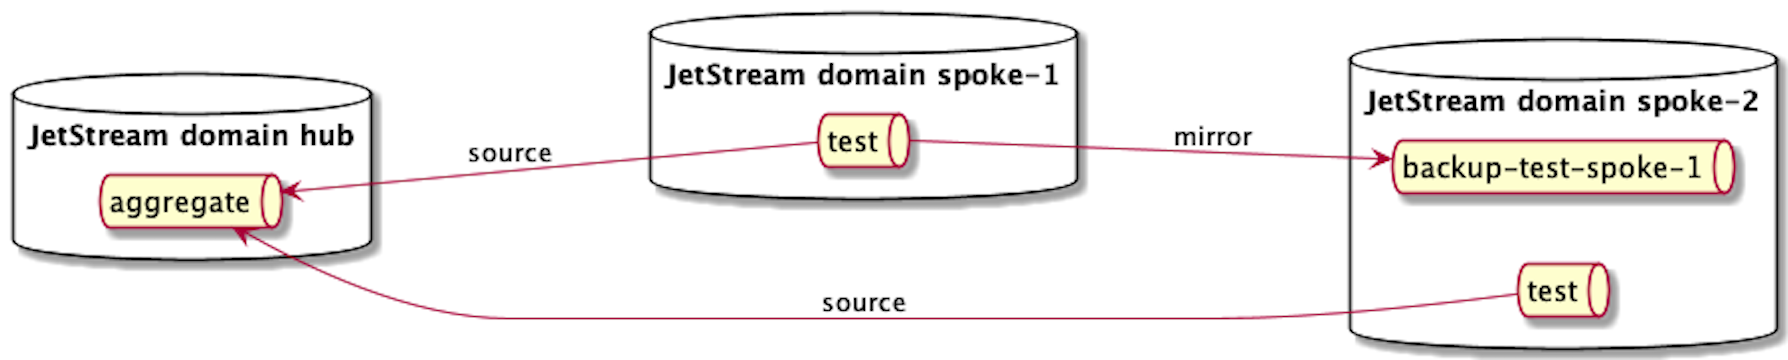 JetStream domain hub
aggregate
source
JetStream domain spoke-1
test
mirror
JetStream domain spoke-2
backup-test-spoke-1
test
source